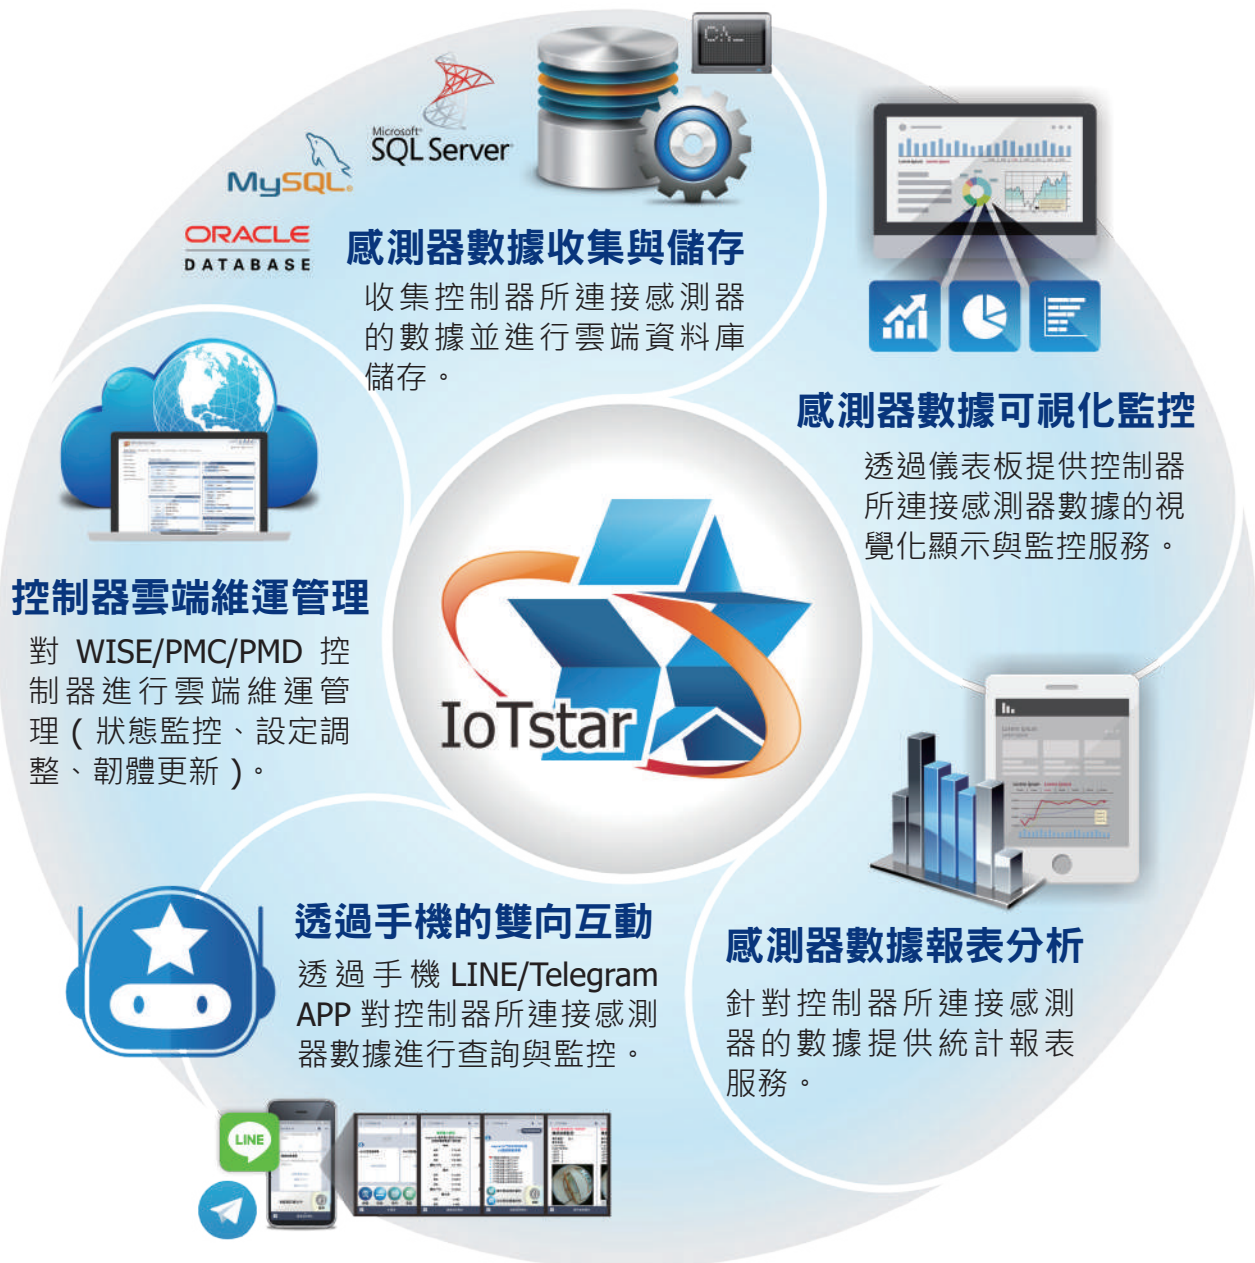 C:\_
Microsoft®
SQL Server®
MySQL®
ORACLE
DATABASE
感測器數據收集與儲存
收集控制器所連接感測器
的數據並進行雲端資料庫
儲存。
感測器數據可視化監控
透過儀表板提供控制器
所連接感測器數據的視
覺化顯示與監控服務。
控制器雲端維運管理
對 WISE/PMC/PMD 控
制器進行雲端維運管
理 ( 狀態監控、設定調
整、韌體更新 )。
IoTstar
透過手機的雙向互動
透過手機 LINE/Telegram
APP 對控制器所連接感測
器數據進行查詢與監控。
感測器數據報表分析
針對控制器所連接感測
器的數據提供統計報表
服務。
LINE